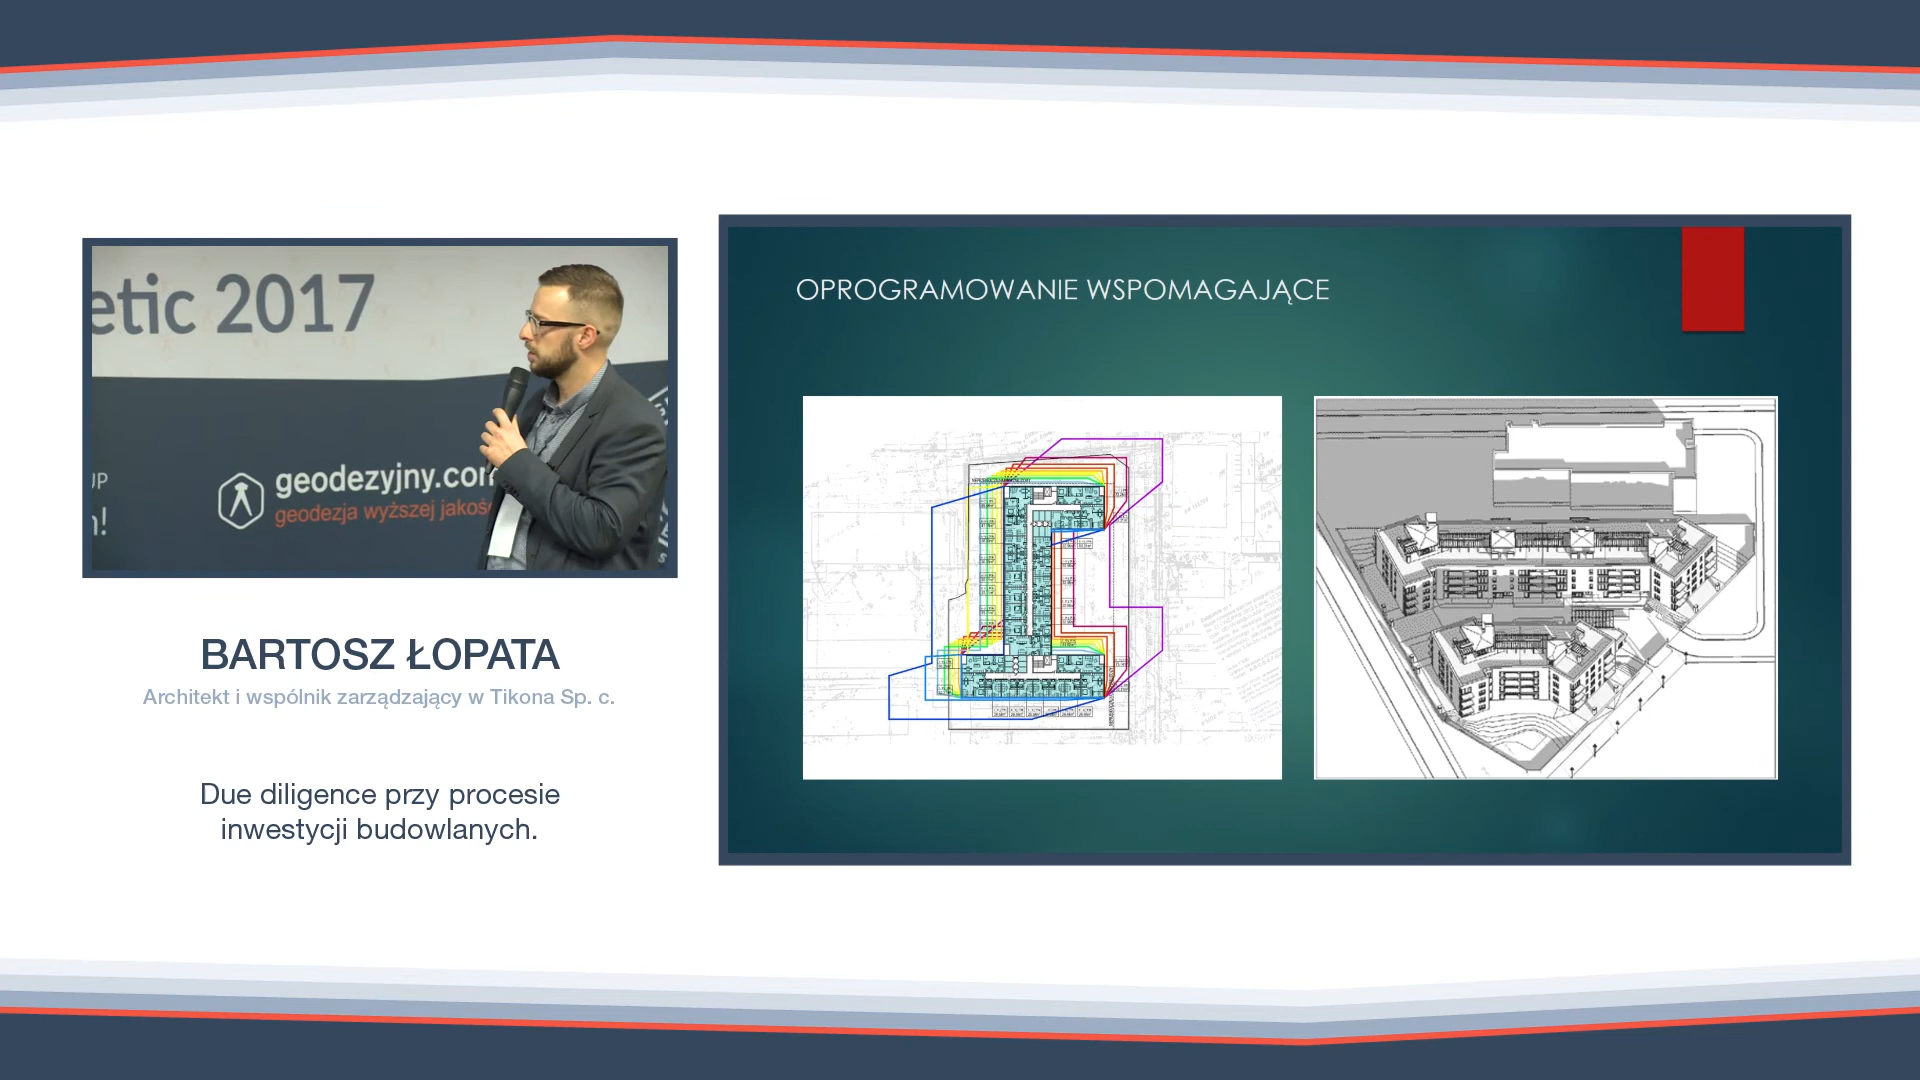 etic 2017
UP
h!
geodezyjny.com
geodezja wyższej jakoś
BARTOSZ ŁOPATA
Architekt i wspólnik zarządzający w Tikona Sp. c.
Due diligence przy procesie
inwestycji budowlanych.
OPROGRAMOWANIE WSPOMAGAJĄCE